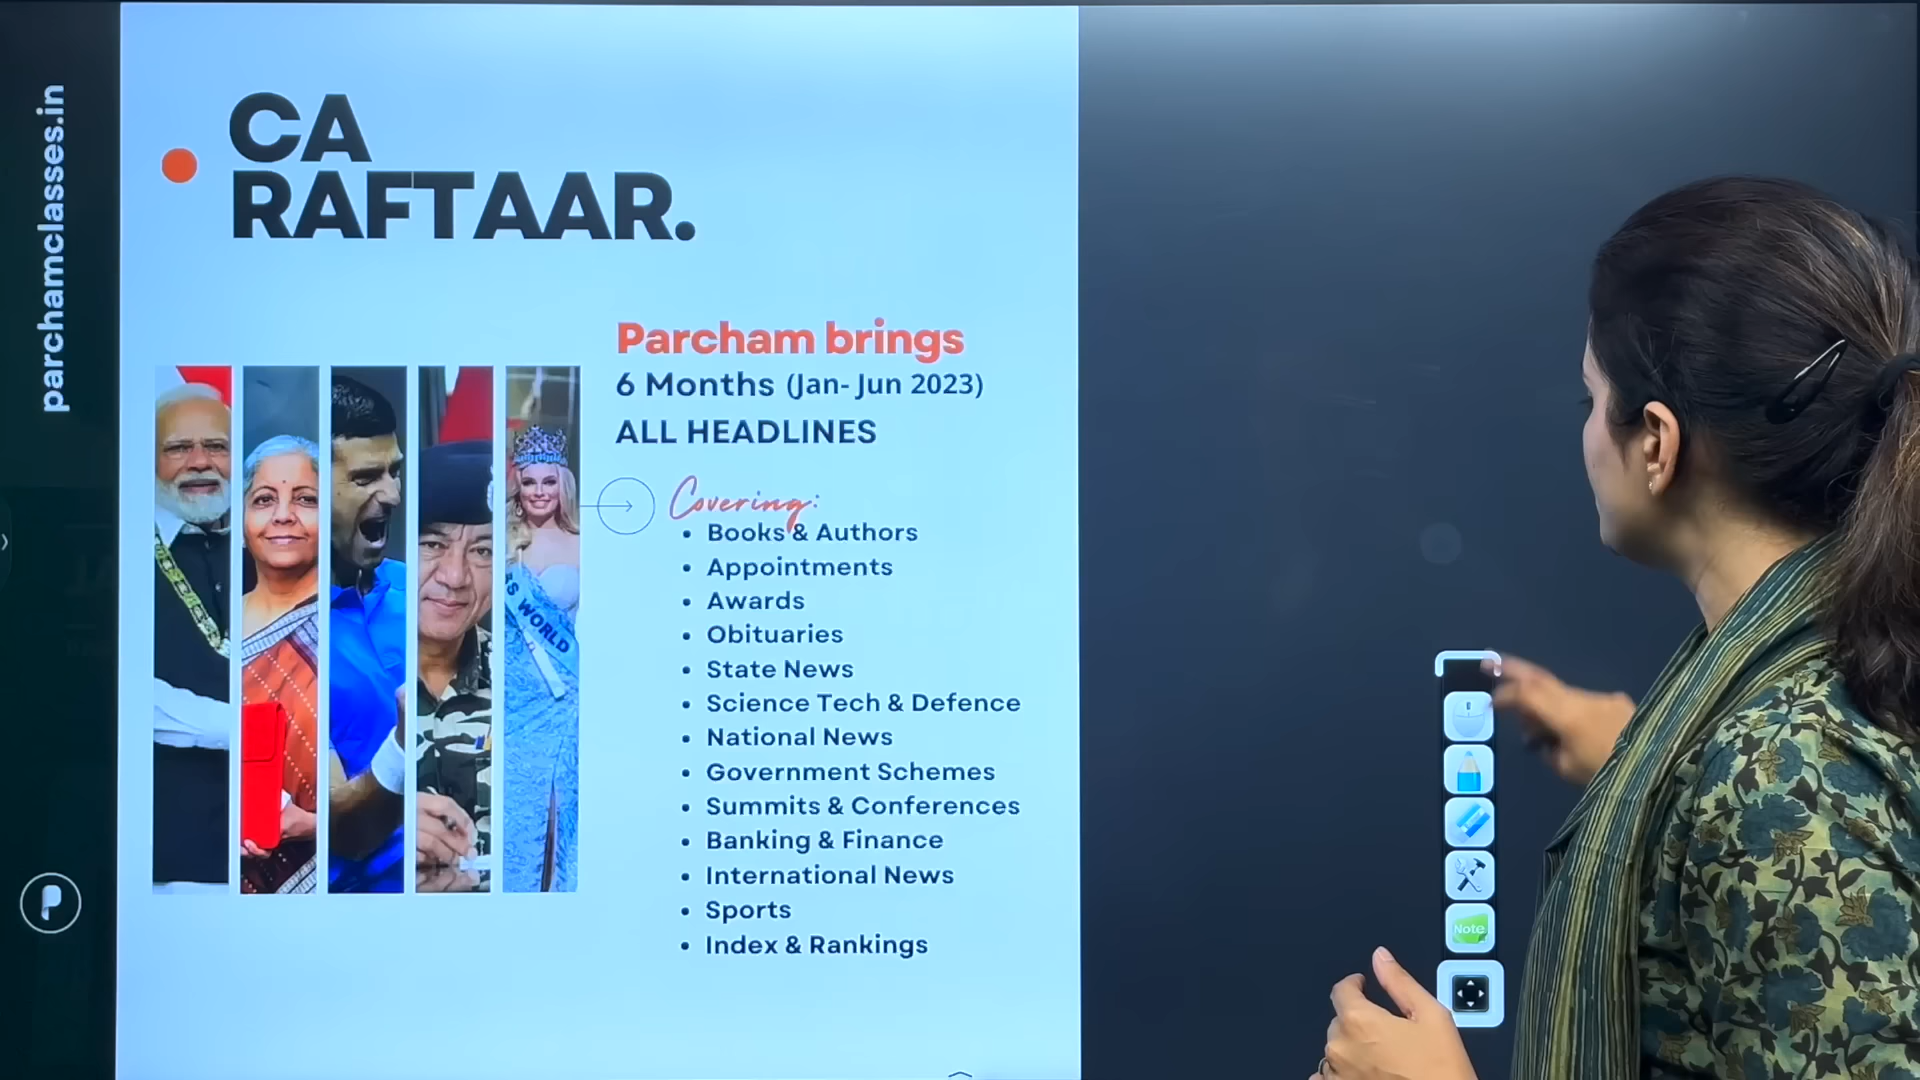 parchamclasses.in
CA
RAFTAAR.
Parcham brings
6 Months (Jan- Jun 2023)
ALL HEADLINES
Covering:
• Books & Authors
• Appointments
• Awards
• Obituaries
• State News
• Science Tech & Defence
• National News
• Government Schemes
• Summits & Conferences
• Banking & Finance
• International News
• Sports
• Index & Rankings
SS WORLD
Note
P